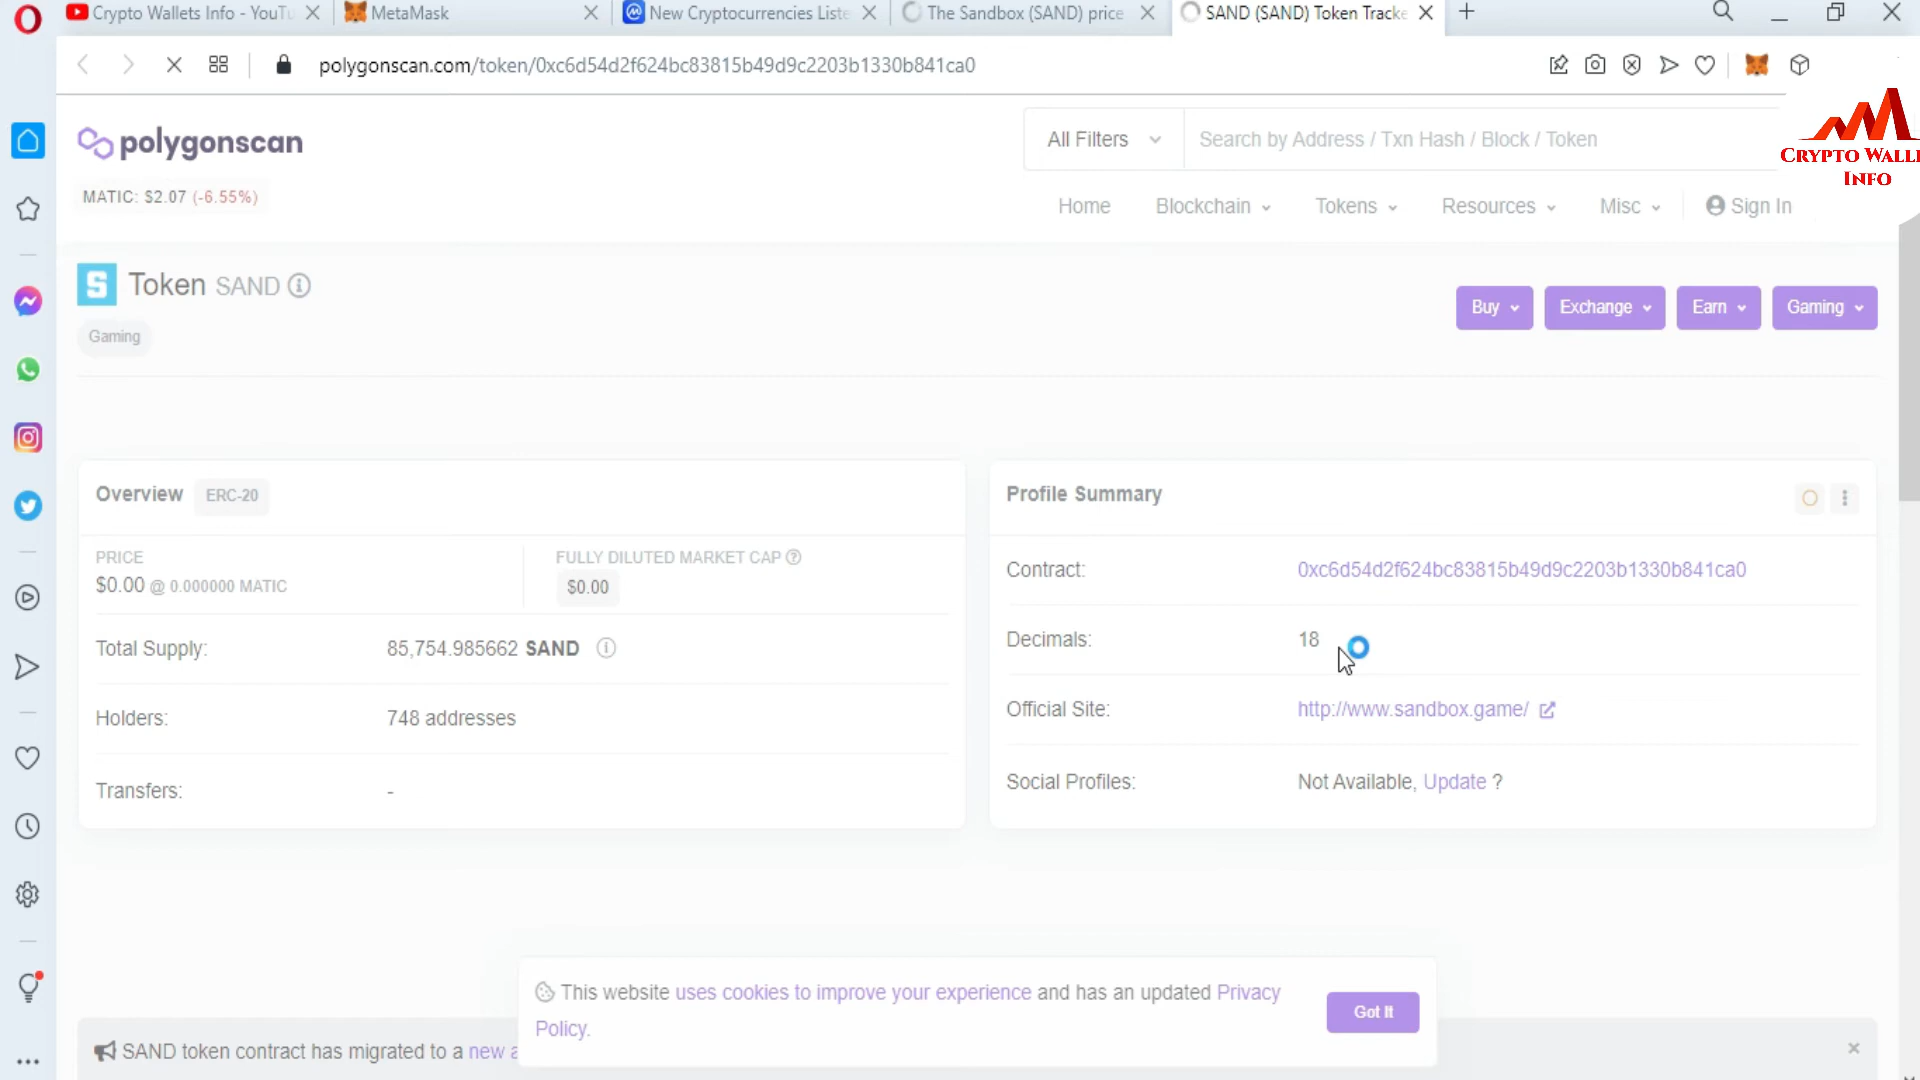 Crypto Wallets Info - YouTu
MetaMask
New Cryptocurrencies Liste
The Sandbox (SAND) price
SAND (SAND) Token Tracke
polygonscan.com/token/0xc6d54d2f624bc83815b49d9c2203b1330b841ca0
polygonscan
All Filters
Search by Address / Txn Hash / Block / Token
CRYPTO WALLE
INFO
MATIC: $2.07 (-6.55%)
Home
Blockchain
Tokens
Resources
Misc
Sign In
S
Token SAND
Gaming
Buy
Exchange
Earn
Gaming
Overview
ERC-20
PRICE
$0.00 @ 0.000000 MATIC
FULLY DILUTED MARKET CAP
$0.00
Total Supply:
85,754.985662 SAND
Holders:
748 addresses
Transfers:
-
Profile Summary
Contract:
0xc6d54d2f624bc83815b49d9c2203b1330b841ca0
Decimals:
18
Official Site:
http://www.sandbox.game/
Social Profiles:
Not Available, Update ?
This website uses cookies to improve your experience and has an updated Privacy
Policy.
Got It
SAND token contract has migrated to a new a